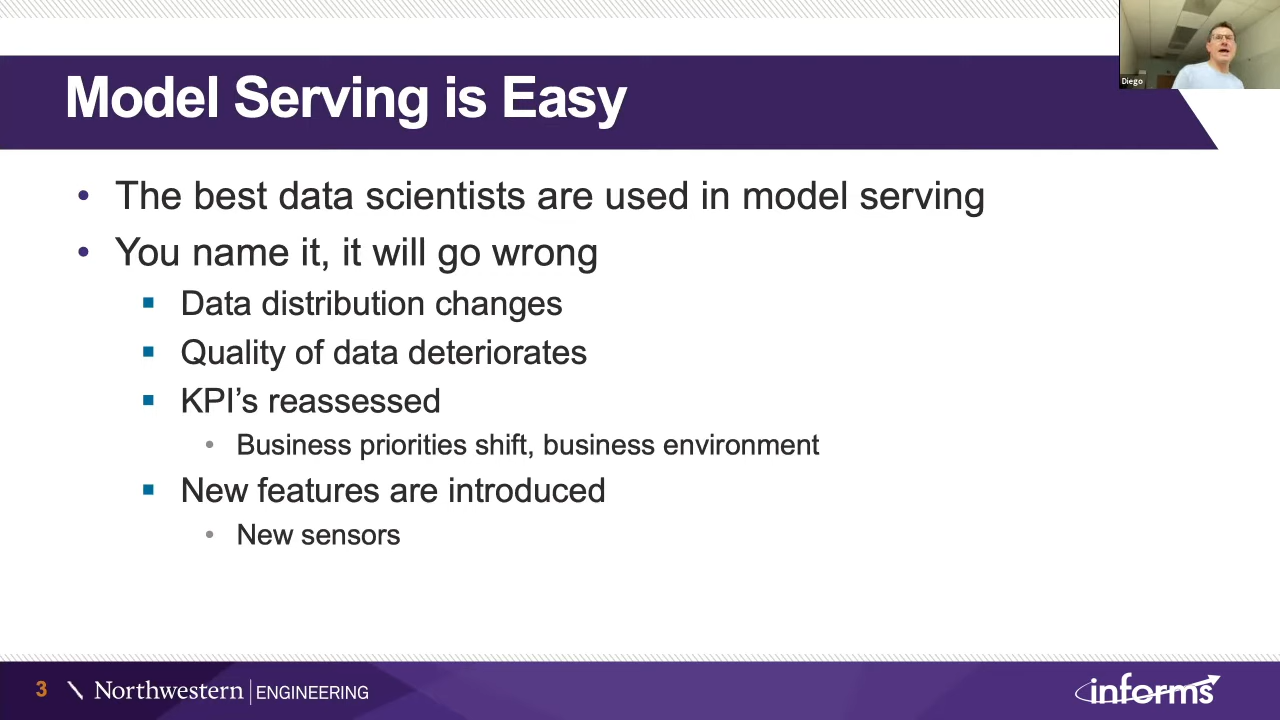 Diego
Model Serving is Easy
• The best data scientists are used in model serving
• You name it, it will go wrong
▪ Data distribution changes
▪ Quality of data deteriorates
▪ KPI’s reassessed
• Business priorities shift, business environment
▪ New features are introduced
• New sensors
3 Northwestern | ENGINEERING
informs